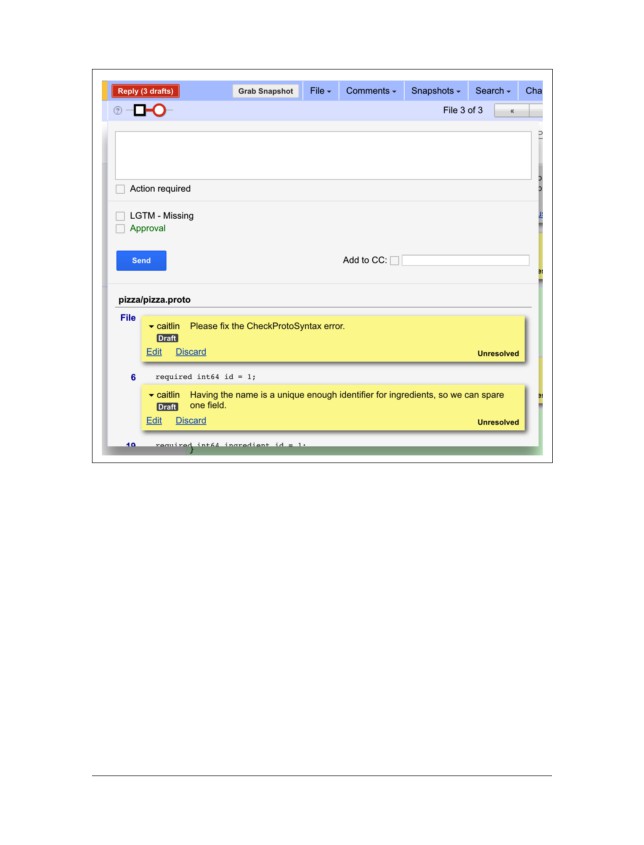 Reply (3 drafts) Grab Snapshot File Comments Snapshots Search Cha
File 3 of 3 «
Action required
LGTM - Missing
Approval
Send Add to CC:
pizza/pizza.proto
File caitlin Please fix the CheckProtoSyntax error.
Draft
Edit Discard Unresolved
6 required int64 id = 1;
caitlin Having the name is a unique enough identifier for ingredients, so we can spare
Draft one field.
Edit Discard Unresolved
19 required int64 ingredient_id = 1;
}